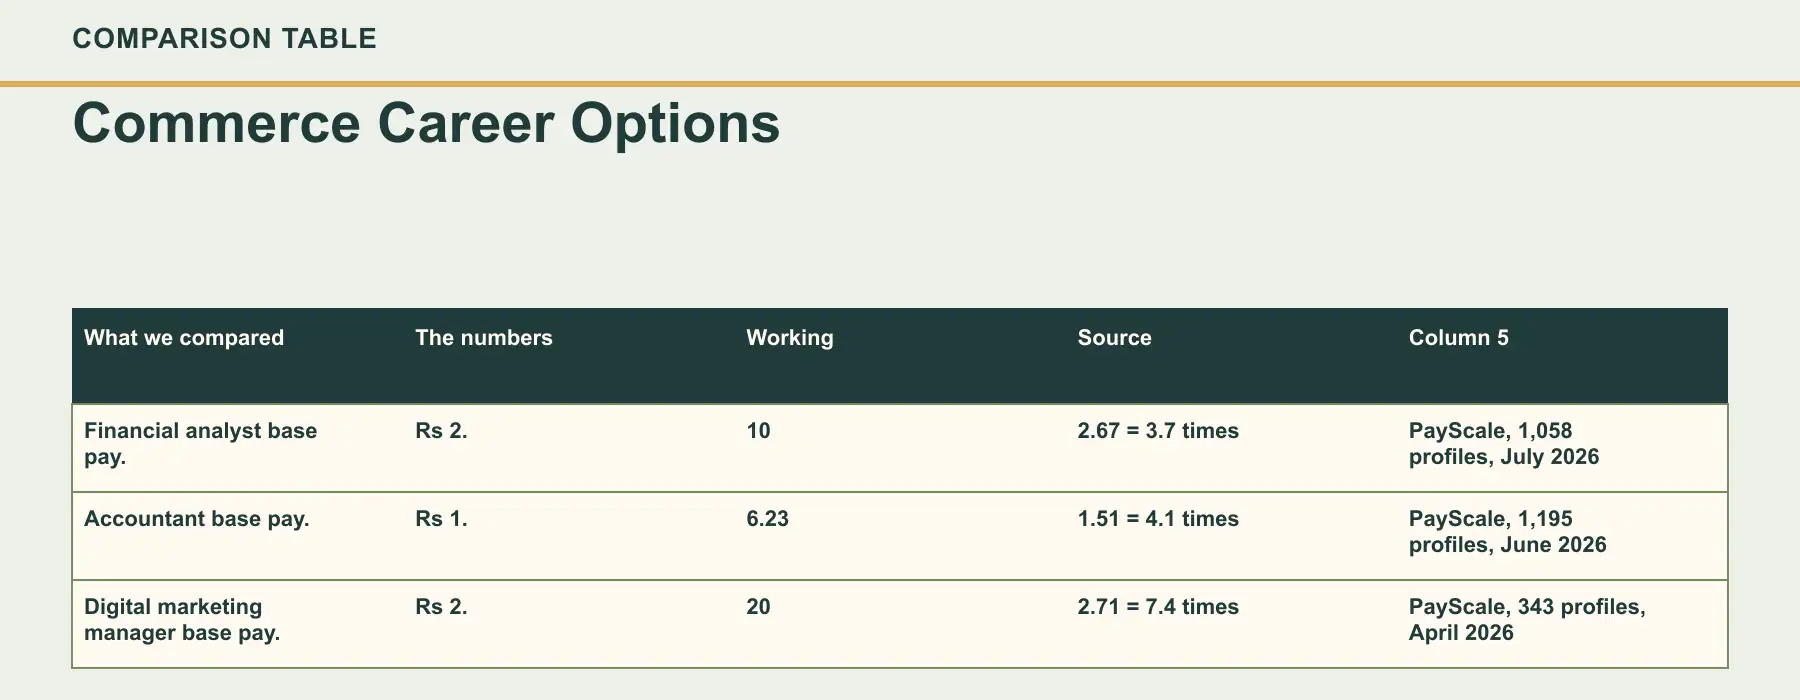 COMPARISON TABLE
Commerce Career Options
What we compared The numbers Working Source Column 5
Financial analyst base pay. Rs 2. 10 2.67 = 3.7 times PayScale, 1,058 profiles, July 2026
Accountant base pay. Rs 1. 6.23 1.51 = 4.1 times PayScale, 1,195 profiles, June 2026
Digital marketing manager base pay. Rs 2. 20 2.71 = 7.4 times PayScale, 343 profiles, April 2026